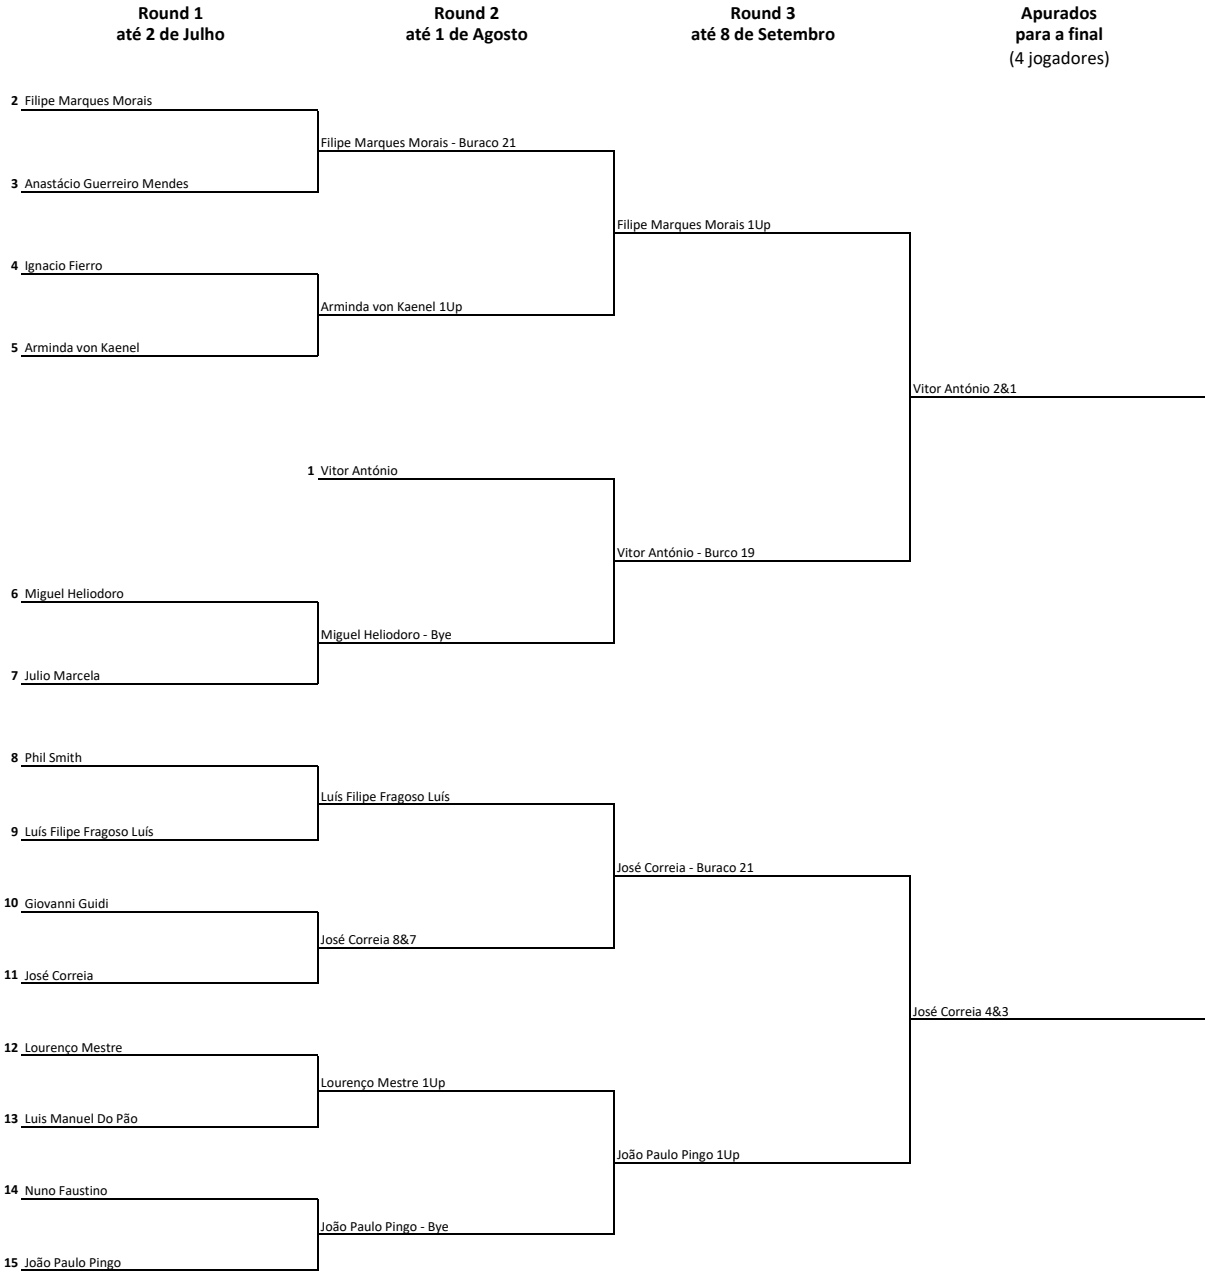 Round 1
até 2 de Julho
Round 2
até 1 de Agosto
Round 3
até 8 de Setembro
Apurados
para a final
(4 jogadores)
2 Filipe Marques Morais
Filipe Marques Morais - Buraco 21
3 Anastácio Guerreiro Mendes
Filipe Marques Morais 1Up
4 Ignacio Fierro
Arminda von Kaenel 1Up
5 Arminda von Kaenel
Vitor António 2&1
1 Vitor António
Vitor António - Burco 19
6 Miguel Heliodoro
Miguel Heliodoro - Bye
7 Julio Marcela
8 Phil Smith
Luís Filipe Fragoso Luís
9 Luís Filipe Fragoso Luís
José Correia - Buraco 21
10 Giovanni Guidi
José Correia 8&7
11 José Correia
José Correia 4&3
12 Lourenço Mestre
Lourenço Mestre 1Up
13 Luis Manuel Do Pão
João Paulo Pingo 1Up
14 Nuno Faustino
João Paulo Pingo - Bye
15 João Paulo Pingo